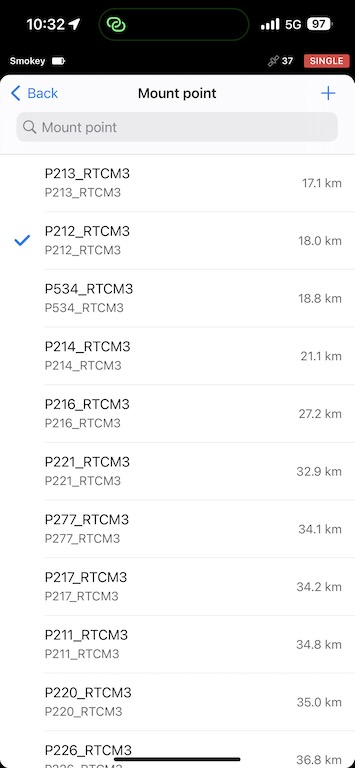 10:32 5G 97
Smokey 37 SINGLE
Back Mount point +
Mount point
P213_RTCM3
P213_RTCM3 17.1 km
P212_RTCM3
P212_RTCM3 18.0 km
P534_RTCM3
P534_RTCM3 18.8 km
P214_RTCM3
P214_RTCM3 21.1 km
P216_RTCM3
P216_RTCM3 27.2 km
P221_RTCM3
P221_RTCM3 32.9 km
P277_RTCM3
P277_RTCM3 34.1 km
P217_RTCM3
P217_RTCM3 34.2 km
P211_RTCM3
P211_RTCM3 34.8 km
P220_RTCM3
P220_RTCM3 35.0 km
P226_RTCM3
P226_RTCM3 36.8 km